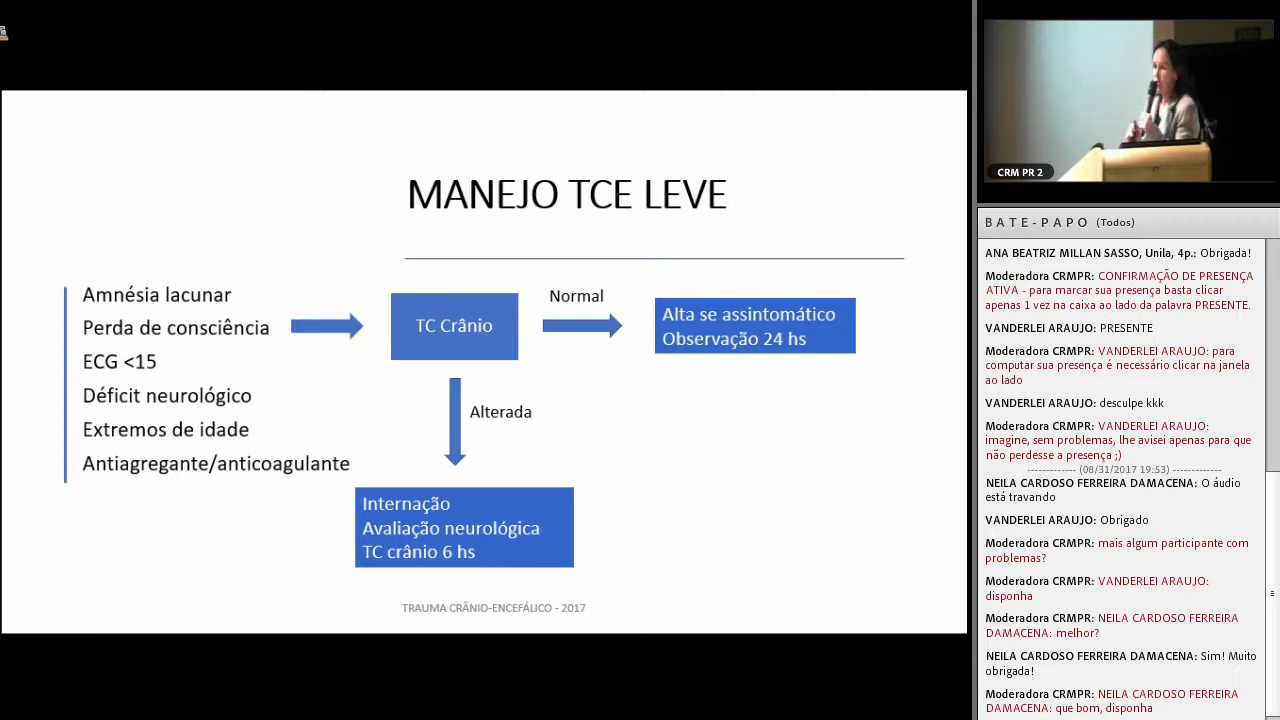 MANEJO TCE LEVE
Amnésia lacunar
Perda de consciência
ECG <15
Déficit neurológico
Extremos de idade
Antiagregante/anticoagulante
TC Crânio
Normal
Alta se assintomático
Observação 24 hs
Alterada
Internação
Avaliação neurológica
TC crânio 6 hs
TRAUMA CRÂNIO-ENCEFÁLICO - 2017
CRM PR 2
BATE-PAPO (Todos)
ANA BEATRIZ MILLAN SASSO, Unila, 4p.: Obrigada!
Moderadora CRMPR: CONFIRMAÇÃO DE PRESENÇA
ATIVA - para marcar sua presença basta clicar
apenas 1 vez na caixa ao lado da palavra PRESENTE.
VANDERLEI ARAUJO: PRESENTE
Moderadora CRMPR: VANDERLEI ARAUJO: para
computar sua presença é necessário clicar na janela
ao lado
VANDERLEI ARAUJO: desculpe kkk
Moderadora CRMPR: VANDERLEI ARAUJO:
imagine, sem problemas, lhe avisei apenas para que
não perdesse a presença ;)
------------- (08/31/2017 19:53) -------------
NEILA CARDOSO FERREIRA DAMACENA: O áudio
está travando
VANDERLEI ARAUJO: Obrigado
Moderadora CRMPR: mais algum participante com
problemas?
Moderadora CRMPR: VANDERLEI ARAUJO:
disponha
Moderadora CRMPR: NEILA CARDOSO FERREIRA
DAMACENA: melhor?
NEILA CARDOSO FERREIRA DAMACENA: Sim! Muito
obrigada!
Moderadora CRMPR: NEILA CARDOSO FERREIRA
DAMACENA: que bom, disponha